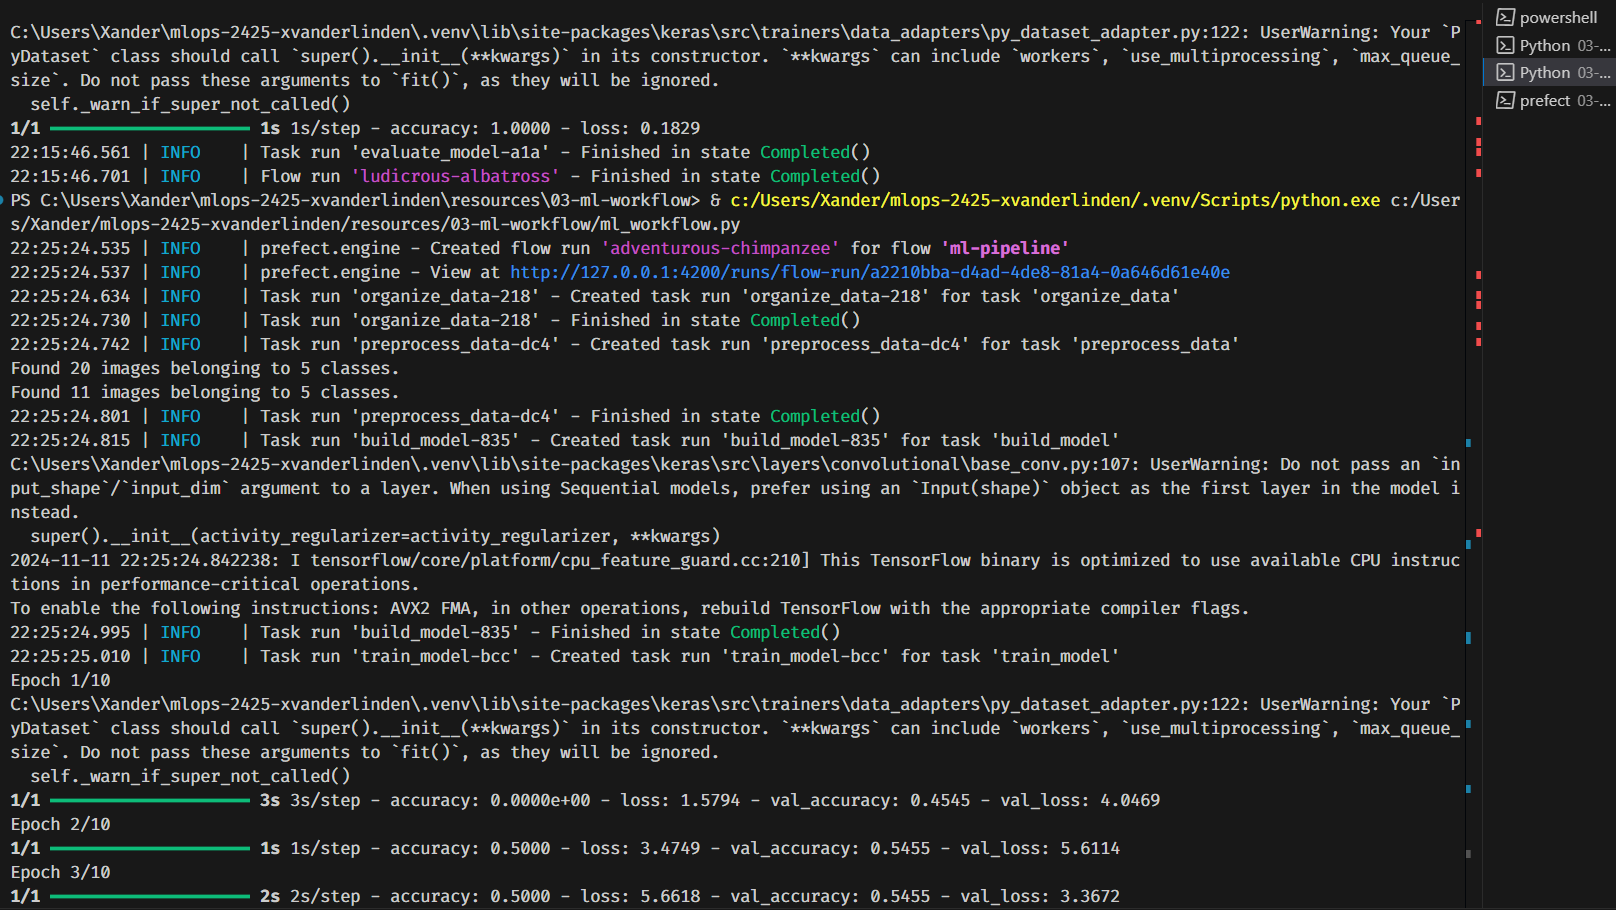 C:\Users\Xander\mlops-2425-xvanderlinden\.venv\lib\site-packages\keras\src\trainers\data_adapters\py_dataset_adapter.py:122: UserWarning: Your `P
yDataset` class should call `super().__init__(**kwargs)` in its constructor. `**kwargs` can include `workers`, `use_multiprocessing`, `max_queue_
size`. Do not pass these arguments to `fit()`, as they will be ignored.
  self._warn_if_super_not_called()
1/1 1s 1s/step - accuracy: 1.0000 - loss: 0.1829
22:15:46.561 | INFO    | Task run 'evaluate_model-a1a' - Finished in state Completed()
22:15:46.701 | INFO    | Flow run 'ludicrous-albatross' - Finished in state Completed()
PS C:\Users\Xander\mlops-2425-xvanderlinden\resources\03-ml-workflow> & c:/Users/Xander/mlops-2425-xvanderlinden/.venv/Scripts/python.exe c:/User
s/Xander/mlops-2425-xvanderlinden/resources/03-ml-workflow/ml_workflow.py
22:25:24.535 | INFO    | prefect.engine - Created flow run 'adventurous-chimpanzee' for flow 'ml-pipeline'
22:25:24.537 | INFO    | prefect.engine - View at http://127.0.0.1:4200/runs/flow-run/a2210bba-d4ad-4de8-81a4-0a646d61e40e
22:25:24.634 | INFO    | Task run 'organize_data-218' - Created task run 'organize_data-218' for task 'organize_data'
22:25:24.730 | INFO    | Task run 'organize_data-218' - Finished in state Completed()
22:25:24.742 | INFO    | Task run 'preprocess_data-dc4' - Created task run 'preprocess_data-dc4' for task 'preprocess_data'
Found 20 images belonging to 5 classes.
Found 11 images belonging to 5 classes.
22:25:24.801 | INFO    | Task run 'preprocess_data-dc4' - Finished in state Completed()
22:25:24.815 | INFO    | Task run 'build_model-835' - Created task run 'build_model-835' for task 'build_model'
C:\Users\Xander\mlops-2425-xvanderlinden\.venv\lib\site-packages\keras\src\layers\convolutional\base_conv.py:107: UserWarning: Do not pass an `in
put_shape`/`input_dim` argument to a layer. When using Sequential models, prefer using an `Input(shape)` object as the first layer in the model i
nstead.
  super().__init__(activity_regularizer=activity_regularizer, **kwargs)
2024-11-11 22:25:24.842238: I tensorflow/core/platform/cpu_feature_guard.cc:210] This TensorFlow binary is optimized to use available CPU instruc
tions in performance-critical operations.
To enable the following instructions: AVX2 FMA, in other operations, rebuild TensorFlow with the appropriate compiler flags.
22:25:24.995 | INFO    | Task run 'build_model-835' - Finished in state Completed()
22:25:25.010 | INFO    | Task run 'train_model-bcc' - Created task run 'train_model-bcc' for task 'train_model'
Epoch 1/10
C:\Users\Xander\mlops-2425-xvanderlinden\.venv\lib\site-packages\keras\src\trainers\data_adapters\py_dataset_adapter.py:122: UserWarning: Your `P
yDataset` class should call `super().__init__(**kwargs)` in its constructor. `**kwargs` can include `workers`, `use_multiprocessing`, `max_queue_
size`. Do not pass these arguments to `fit()`, as they will be ignored.
  self._warn_if_super_not_called()
1/1 3s 3s/step - accuracy: 0.0000e+00 - loss: 1.5794 - val_accuracy: 0.4545 - val_loss: 4.0469
Epoch 2/10
1/1 1s 1s/step - accuracy: 0.5000 - loss: 3.4749 - val_accuracy: 0.5455 - val_loss: 5.6114
Epoch 3/10
1/1 2s 2s/step - accuracy: 0.5000 - loss: 5.6618 - val_accuracy: 0.5455 - val_loss: 3.3672
powershell
Python 03-...
Python 03-...
prefect 03-...